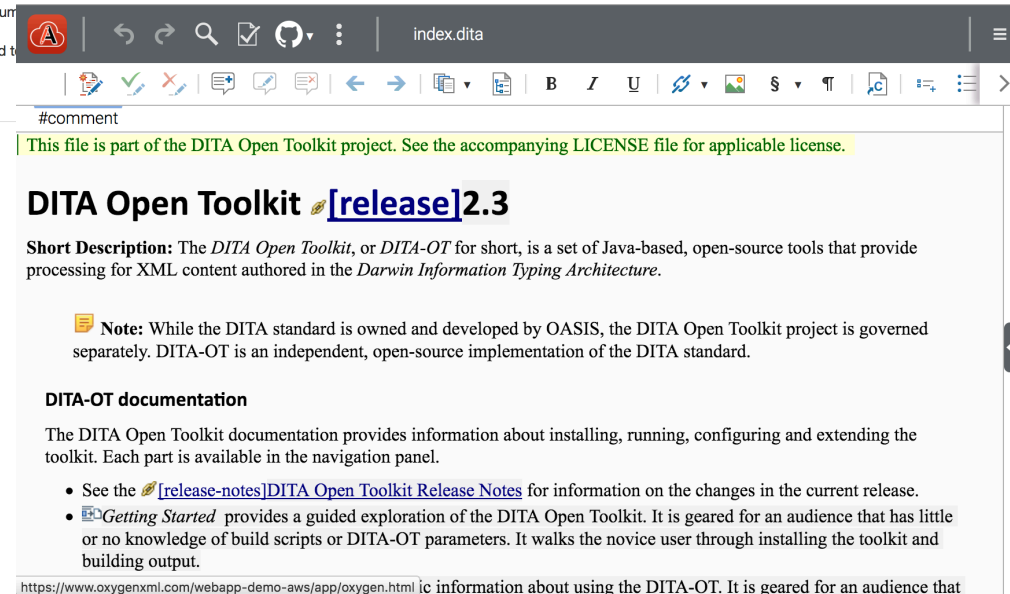 um
index.dita
d to
B I U § ¶
#comment
This file is part of the DITA Open Toolkit project. See the accompanying LICENSE file for applicable license.
DITA Open Toolkit [release]2.3
Short Description: The DITA Open Toolkit, or DITA-OT for short, is a set of Java-based, open-source tools that provide
processing for XML content authored in the Darwin Information Typing Architecture.
Note: While the DITA standard is owned and developed by OASIS, the DITA Open Toolkit project is governed
separately. DITA-OT is an independent, open-source implementation of the DITA standard.
DITA-OT documentation
The DITA Open Toolkit documentation provides information about installing, running, configuring and extending the
toolkit. Each part is available in the navigation panel.
• See the [release-notes]DITA Open Toolkit Release Notes for information on the changes in the current release.
• Getting Started provides a guided exploration of the DITA Open Toolkit. It is geared for an audience that has little
or no knowledge of build scripts or DITA-OT parameters. It walks the novice user through installing the toolkit and
building output.
https://www.oxygenxml.com/webapp-demo-aws/app/oxygen.html ic information about using the DITA-OT. It is geared for an audience that